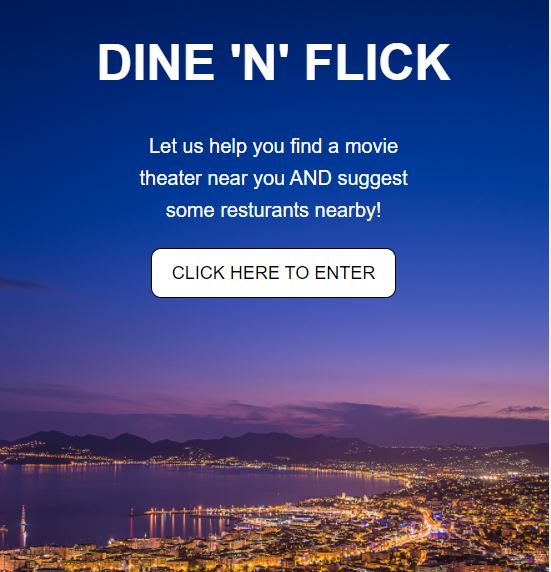 DINE 'N' FLICK
Let us help you find a movie
theater near you AND suggest
some resturants nearby!
CLICK HERE TO ENTER